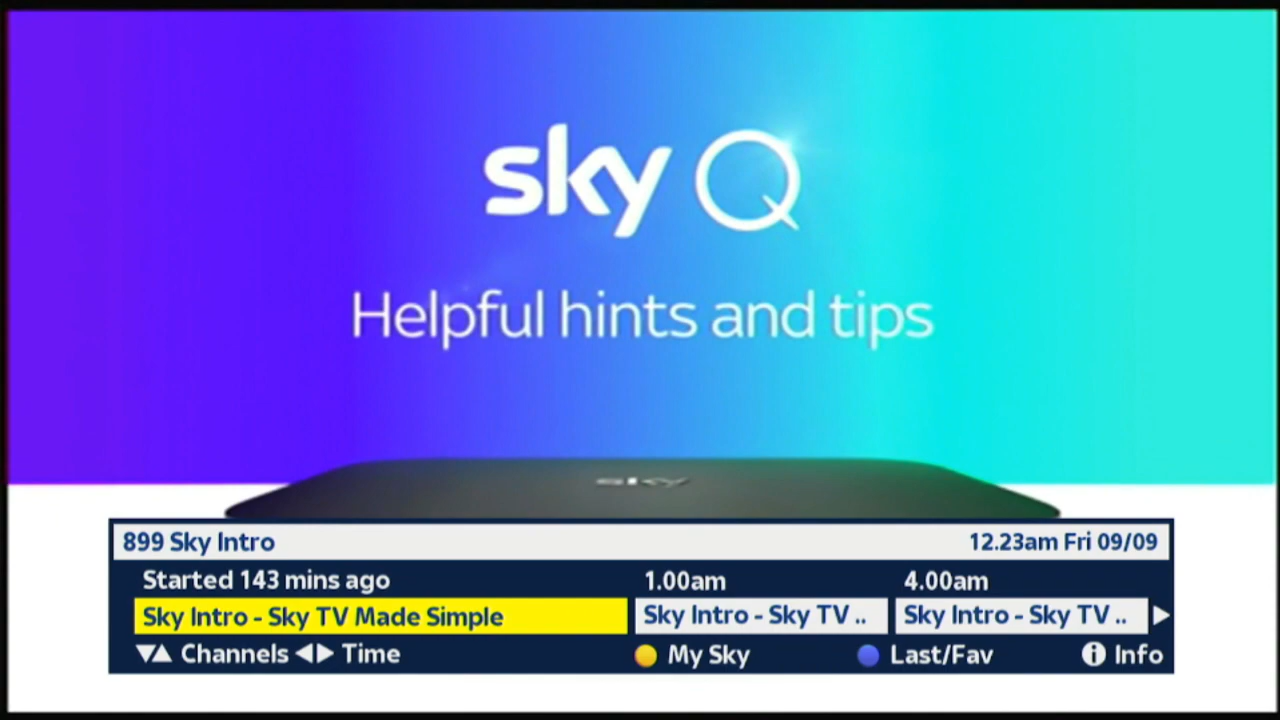 sky Q
Helpful hints and tips
sky
899 Sky Intro 12.23am Fri 09/09
Started 143 mins ago 1.00am 4.00am
Sky Intro - Sky TV Made Simple Sky Intro - Sky TV .. Sky Intro - Sky TV ..
Channels Time My Sky Last/Fav i Info